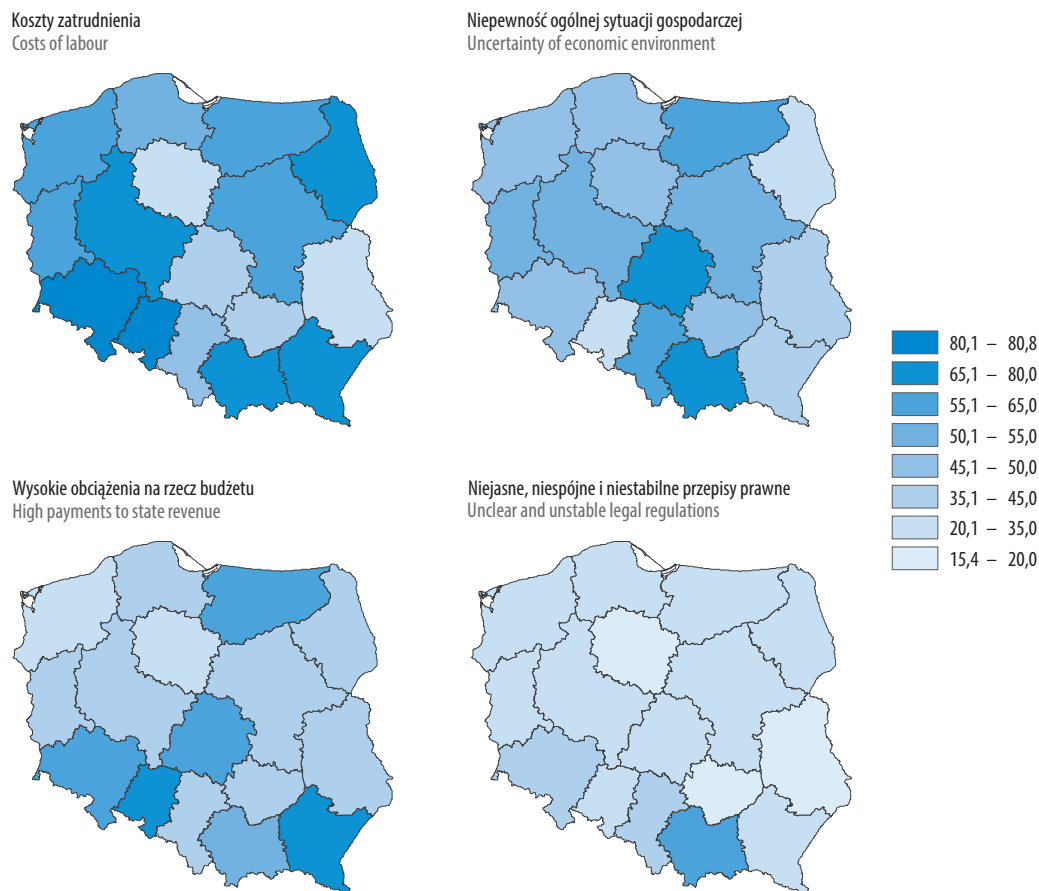 Koszty zatrudnienia
Costs of labour
Niepewność ogólnej sytuacji gospodarczej
Uncertainty of economic environment
80,1 – 80,8
65,1 – 80,0
55,1 – 65,0
50,1 – 55,0
45,1 – 50,0
35,1 – 45,0
20,1 – 35,0
15,4 – 20,0
Wysokie obciążenia na rzecz budżetu
High payments to state revenue
Niejasne, niespójne i niestabilne przepisy prawne
Unclear and unstable legal regulations